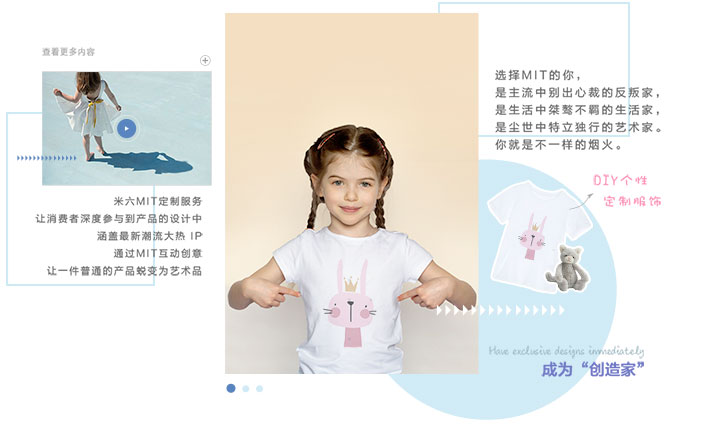 查看更多内容
米六MIT定制服务
让消费者深度参与到产品的设计中
涵盖最新潮流大热 IP
通过MIT互动创意
让一件普通的产品蜕变为艺术品
选择MIT的你，
是主流中别出心裁的反叛家，
是生活中桀骜不羁的生活家，
是尘世中特立独行的艺术家。
你就是不一样的烟火。
DIY个性
定制服饰
Have exclusive designs immediately
成为“创造家”